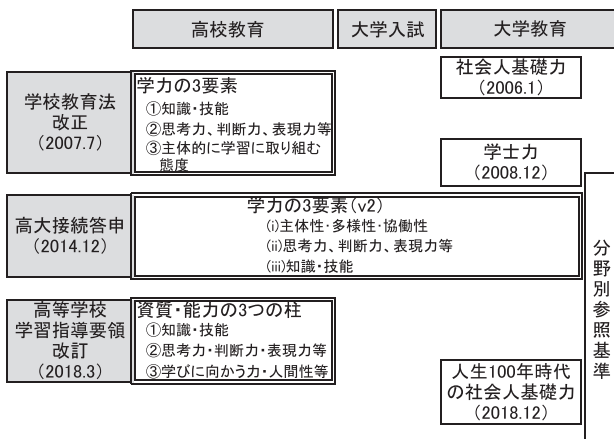 高校教育
大学入試
大学教育
学校教育法
改正
(2007.7)
学力の3要素
①知識・技能
②思考力、判断力、表現力等
③主体的に学習に取り組む
態度
社会人基礎力
(2006.1)
学士力
(2008.12)
高大接続答申
(2014.12)
学力の3要素(v2)
(i)主体性・多様性・協働性
(ii)思考力、判断力、表現力等
(iii)知識・技能
高等学校
学習指導要領
改訂
(2018.3)
資質・能力の3つの柱
①知識・技能
②思考力・判断力・表現力等
③学びに向かう力・人間性等
人生100年時代
の社会人基礎力
(2018.12)
分野別参照基準